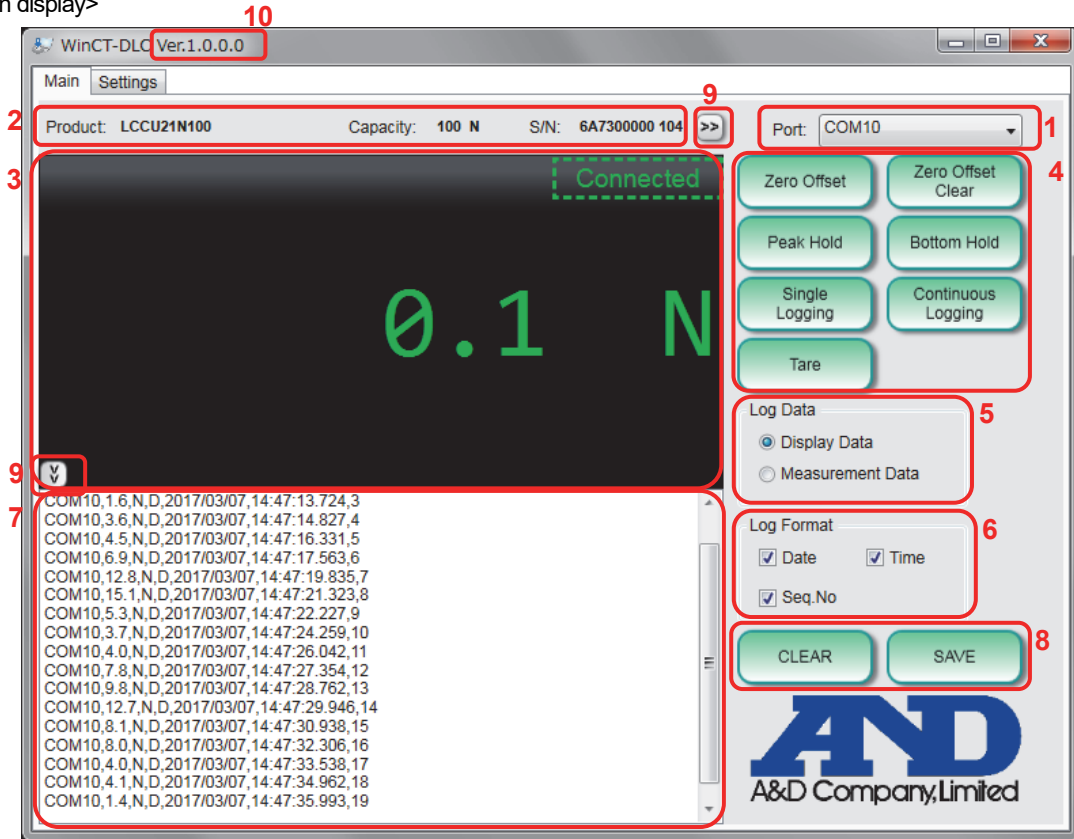 n display>
10
WinCT-DLC Ver.1.0.0.0
Main Settings
9
2 Product: LCCU21N100 Capacity: 100 N S/N: 6A7300000 104 >> Port: COM10 1
3 Connected Zero Offset Zero Offset Clear 4
Peak Hold Bottom Hold
0.1 N
Single Logging Continuous Logging
Tare
Log Data 5
Display Data
9 Measurement Data
7 COM10,1.6,N,D,2017/03/07,14:47:13.724,3
COM10,3.6,N,D,2017/03/07,14:47:14.827,4
COM10,4.5,N,D,2017/03/07,14:47:16.331,5
COM10,6.9,N,D,2017/03/07,14:47:17.563,6
COM10,12.8,N,D,2017/03/07,14:47:19.835,7
COM10,15.1,N,D,2017/03/07,14:47:21.323,8
COM10,5.3,N,D,2017/03/07,14:47:22.227,9
COM10,3.7,N,D,2017/03/07,14:47:24.259,10
COM10,4.0,N,D,2017/03/07,14:47:26.042,11
COM10,7.8,N,D,2017/03/07,14:47:27.354,12
COM10,9.8,N,D,2017/03/07,14:47:28.762,13
COM10,12.7,N,D,2017/03/07,14:47:29.946,14
COM10,8.1,N,D,2017/03/07,14:47:30.938,15
COM10,8.0,N,D,2017/03/07,14:47:32.306,16
COM10,4.0,N,D,2017/03/07,14:47:33.538,17
COM10,4.1,N,D,2017/03/07,14:47:34.962,18
COM10,1.4,N,D,2017/03/07,14:47:35.993,19
Log Format 6
Date Time
Seq.No
CLEAR SAVE 8
AND
A&D Company,Limited